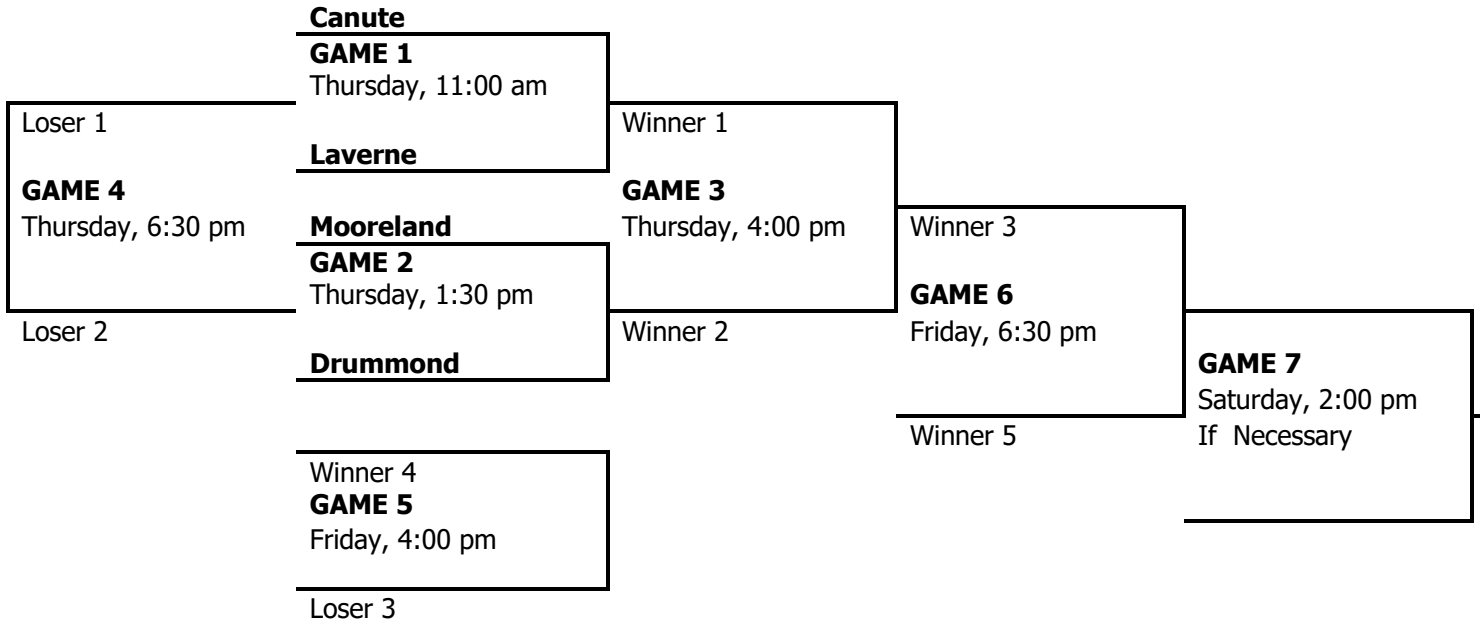 Canute
GAME 1
Thursday, 11:00 am
Loser 1
Winner 1
Laverne
GAME 4
GAME 3
Thursday, 6:30 pm
Mooreland
Thursday, 4:00 pm
Winner 3
GAME 2
Thursday, 1:30 pm
GAME 6
Loser 2
Winner 2
Friday, 6:30 pm
Drummond
GAME 7
Saturday, 2:00 pm
Winner 5
If Necessary
Winner 4
GAME 5
Friday, 4:00 pm
Loser 3